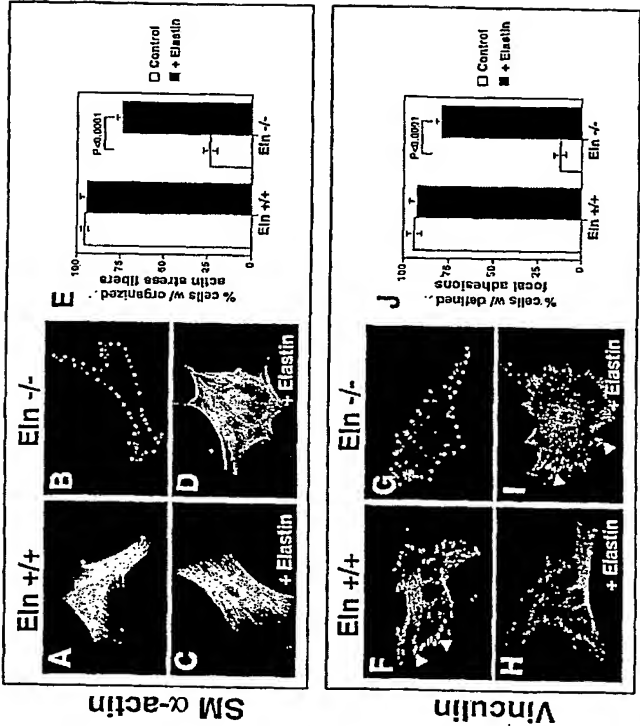 SM α-actin
Eln +/+
Eln -/-
A
B
C
+ Elastin
D
+ Elastin
E
% cells w/ organized..
actin stress fibers
100
75
50
25
0
P<0.0001
Eln +/+
Eln -/-
Control
+ Elastin
Vinculin
Eln +/+
Eln -/-
F
G
H
+ Elastin
I
+ Elastin
J
% cells w/ defined..
focal adhesions
100
75
50
25
0
P<0.0001
Eln +/+
Eln -/-
Control
+ Elastin